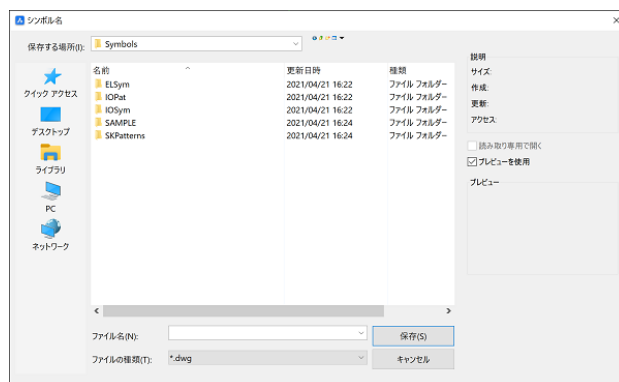 シンボル名
保存する場所(I):
Symbols
名前 更新日時 種類
ELSym 2021/04/21 16:22 ファイル フォルダー
IOPat 2021/04/21 16:22 ファイル フォルダー
IOSym 2021/04/21 16:22 ファイル フォルダー
SAMPLE 2021/04/21 16:24 ファイル フォルダー
SKPatterns 2021/04/21 16:24 ファイル フォルダー
クイック アクセス
デスクトップ
ライブラリ
PC
ネットワーク
ファイル名(N):
保存(S)
ファイルの種類(T): *.dwg
キャンセル
説明
サイズ:
作成:
更新:
アクセス:
読み取り専用で開く
プレビューを使用
プレビュー